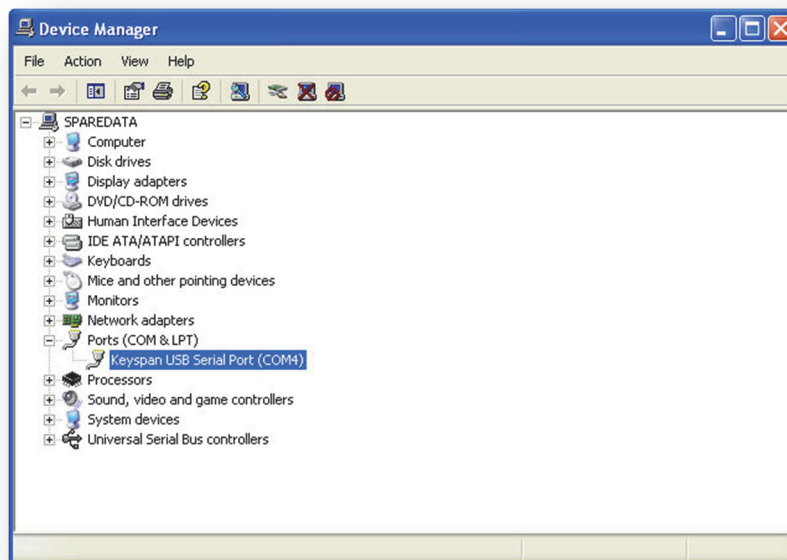 Device Manager
File Action View Help
SPAREDATA
Computer
Disk drives
Display adapters
DVD/CD-ROM drives
Human Interface Devices
IDE ATA/ATAPI controllers
Keyboards
Mice and other pointing devices
Monitors
Network adapters
Ports (COM & LPT)
Keyspan USB Serial Port (COM4)
Processors
Sound, video and game controllers
System devices
Universal Serial Bus controllers